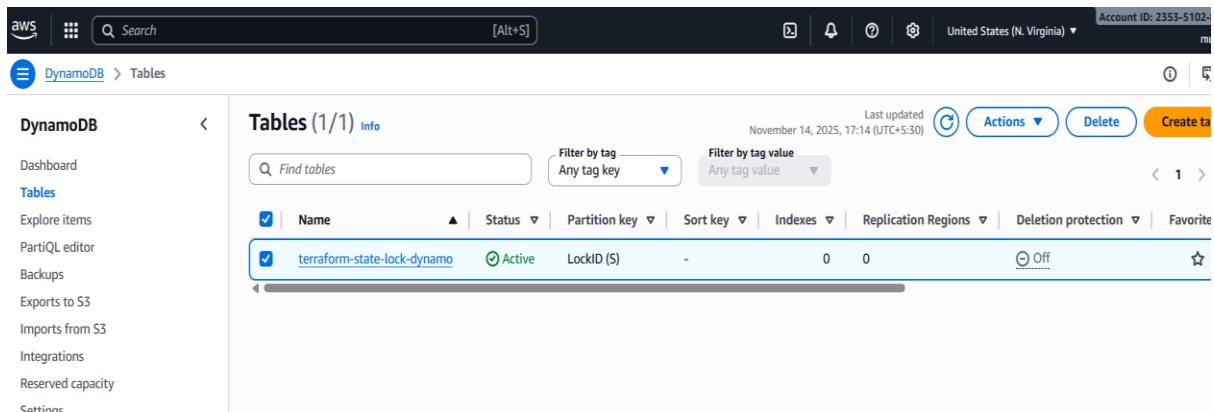 aws
Search [Alt+S]
United States (N. Virginia)
Account ID: 2353-5102-
DynamoDB > Tables
DynamoDB
Dashboard
Tables
Explore items
PartiQL editor
Backups
Exports to S3
Imports from S3
Integrations
Reserved capacity
Settings
Tables (1/1) Info
Last updated
November 14, 2025, 17:14 (UTC+5:30)
Actions
Delete
Create ta
Find tables
Filter by tag
Any tag key
Filter by tag value
Any tag value
1
Name Status Partition key Sort key Indexes Replication Regions Deletion protection Favorite
terraform-state-lock-dynamo Active LockID (S) - 0 0 Off